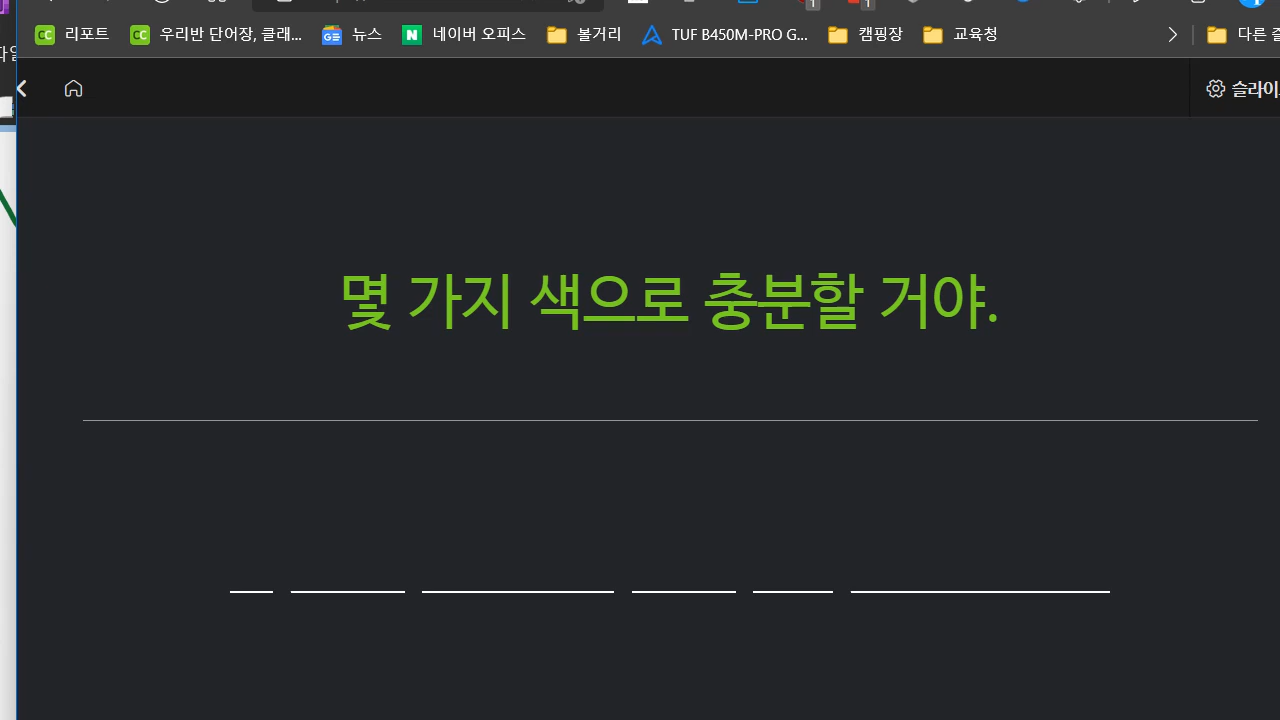 리포트 우리반 단어장, 클래... 뉴스 네이버 오피스 볼거리 TUF B450M-PRO G... 캠핑장 교육청 다른
몇 가지 색으로 충분할 거야.